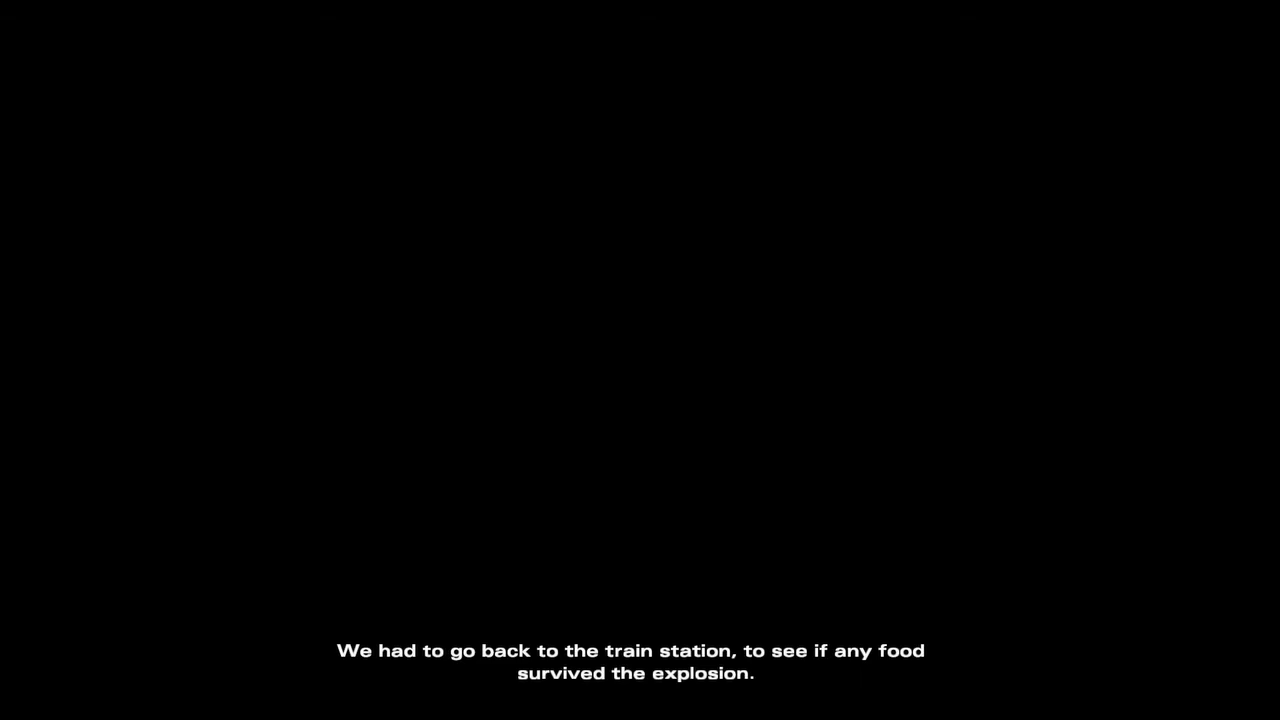 We had to go back to the train station, to see if any food
survived the explosion.